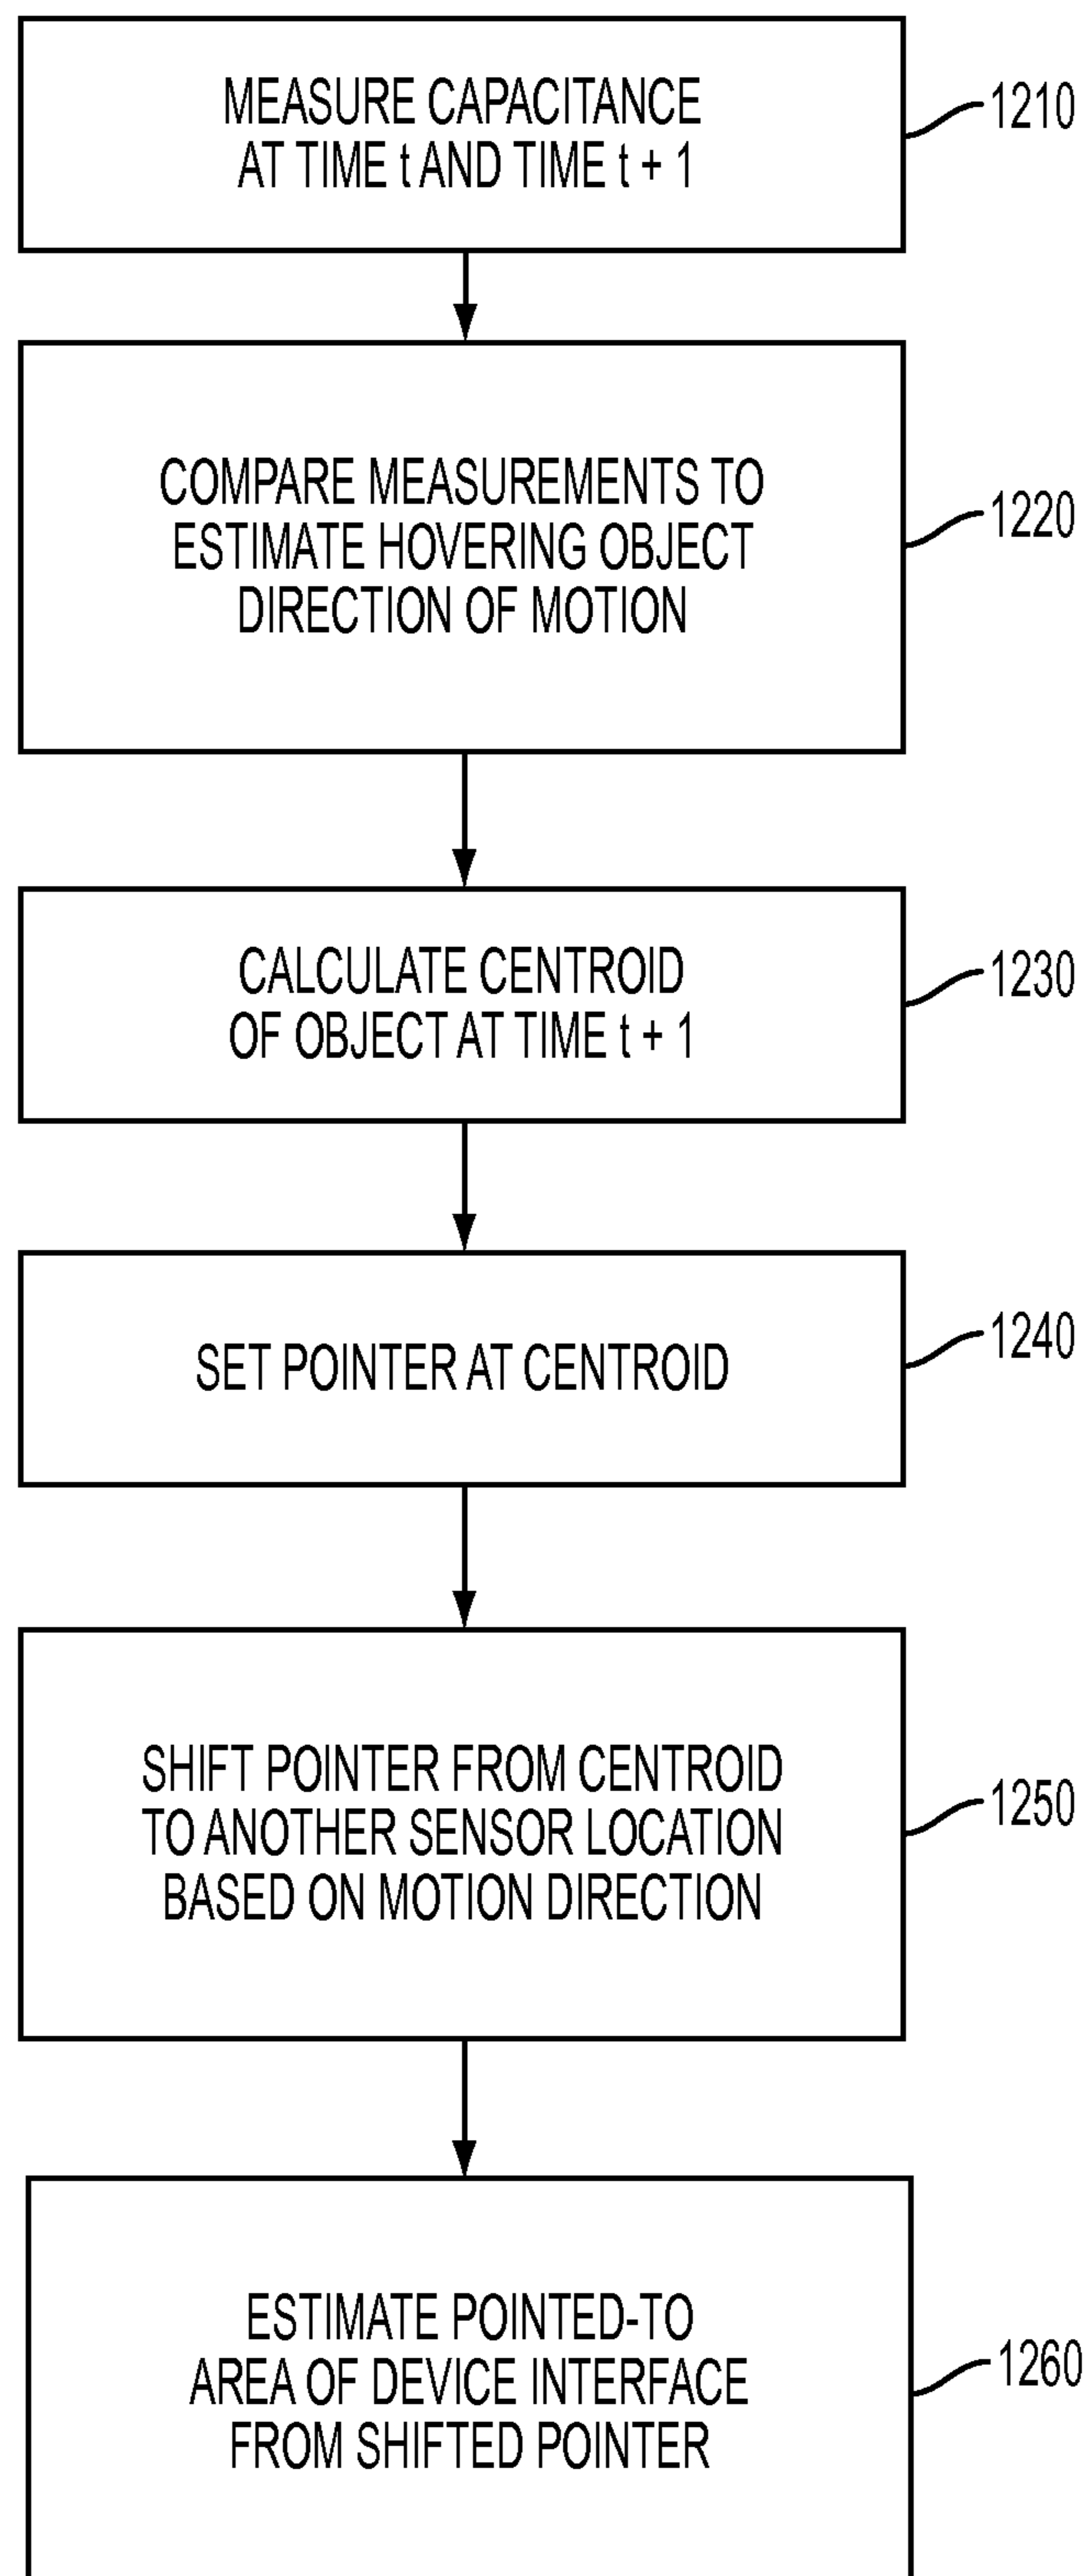 MEASURE CAPACITANCE
AT TIME t AND TIME t + 1
1210
COMPARE MEASUREMENTS TO
ESTIMATE HOVERING OBJECT
DIRECTION OF MOTION
1220
CALCULATE CENTROID
OF OBJECT AT TIME t + 1
1230
SET POINTER AT CENTROID
1240
SHIFT POINTER FROM CENTROID
TO ANOTHER SENSOR LOCATION
BASED ON MOTION DIRECTION
1250
ESTIMATE POINTED-TO
AREA OF DEVICE INTERFACE
FROM SHIFTED POINTER
1260